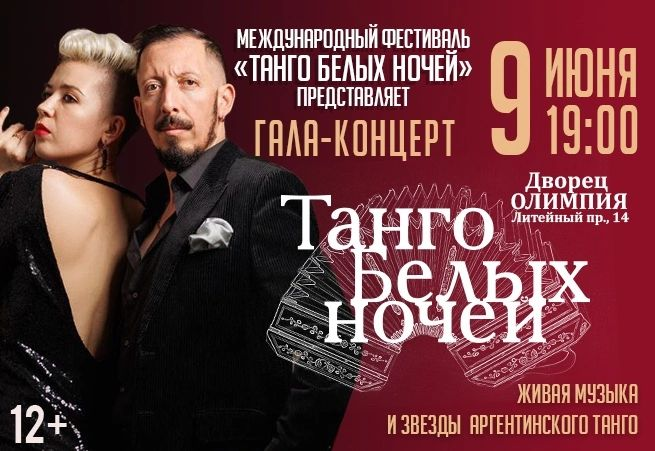 МЕЖДУНАРОДНЫЙ ФЕСТИВАЛЬ
«ТАНГО БЕЛЫХ НОЧЕЙ»
ПРЕДСТАВЛЯЕТ
ГАЛА-КОНЦЕРТ
9 ИЮНЯ
19:00
Дворец
ОЛИМПИЯ
Литейный пр., 14
Танго
Белых
ночей
ЖИВАЯ МУЗЫКА
И ЗВЕЗДЫ АРГЕНТИНСКОГО ТАНГО
12+